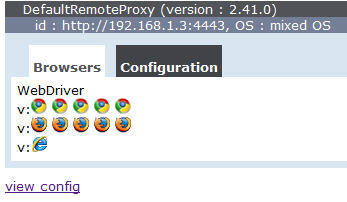 DefaultRemoteProxy (version : 2.41.0)
id : http://192.168.1.3:4443, OS : mixed OS
Browsers Configuration
WebDriver
v:
v:
v:
view config